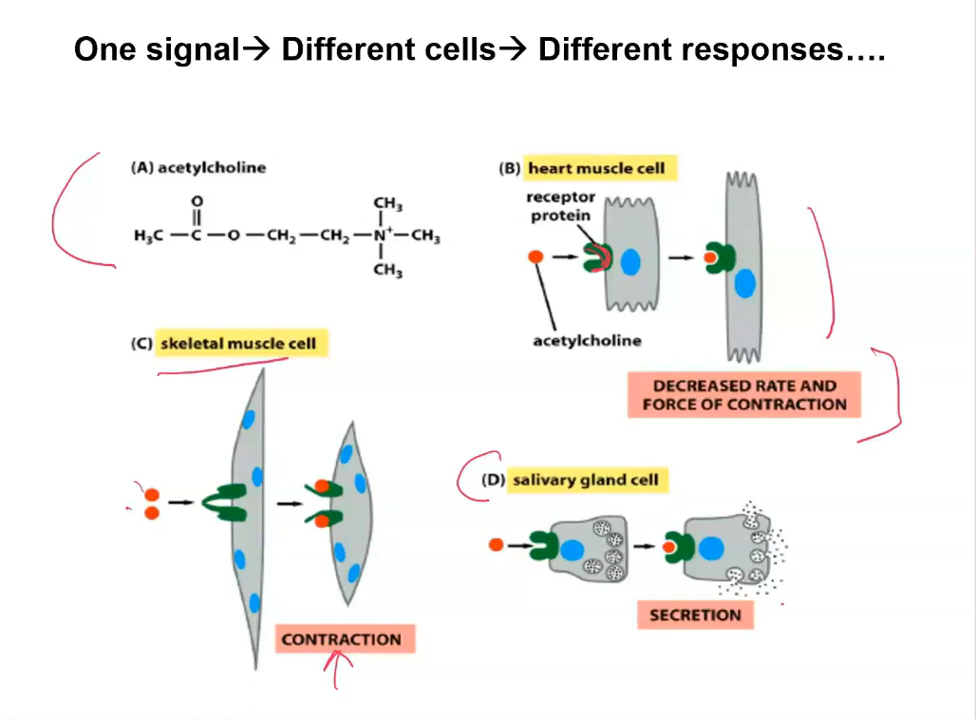 One signal→ Different cells→ Different responses....
(A) acetylcholine
O
||
H₃C — C — O — CH₂ — CH₂ — N⁺ — CH₃
CH₃
CH₃
(B) heart muscle cell
receptor
protein
acetylcholine
DECREASED RATE AND
FORCE OF CONTRACTION
(C) skeletal muscle cell
CONTRACTION
(D) salivary gland cell
SECRETION